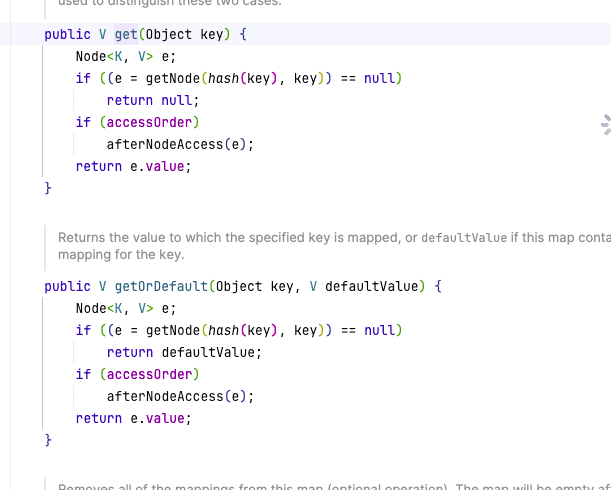 used to distinguish these two cases.
public V get(Object key) {
Node<K, V> e;
if ((e = getNode(hash(key), key)) == null)
return null;
if (accessOrder)
afterNodeAccess(e);
return e.value;
}
Returns the value to which the specified key is mapped, or defaultValue if this map conta
mapping for the key.
public V getOrDefault(Object key, V defaultValue) {
Node<K, V> e;
if ((e = getNode(hash(key), key)) == null)
return defaultValue;
if (accessOrder)
afterNodeAccess(e);
return e.value;
}
Removes all of the mappings from this map (optional operation). The map will be empty af